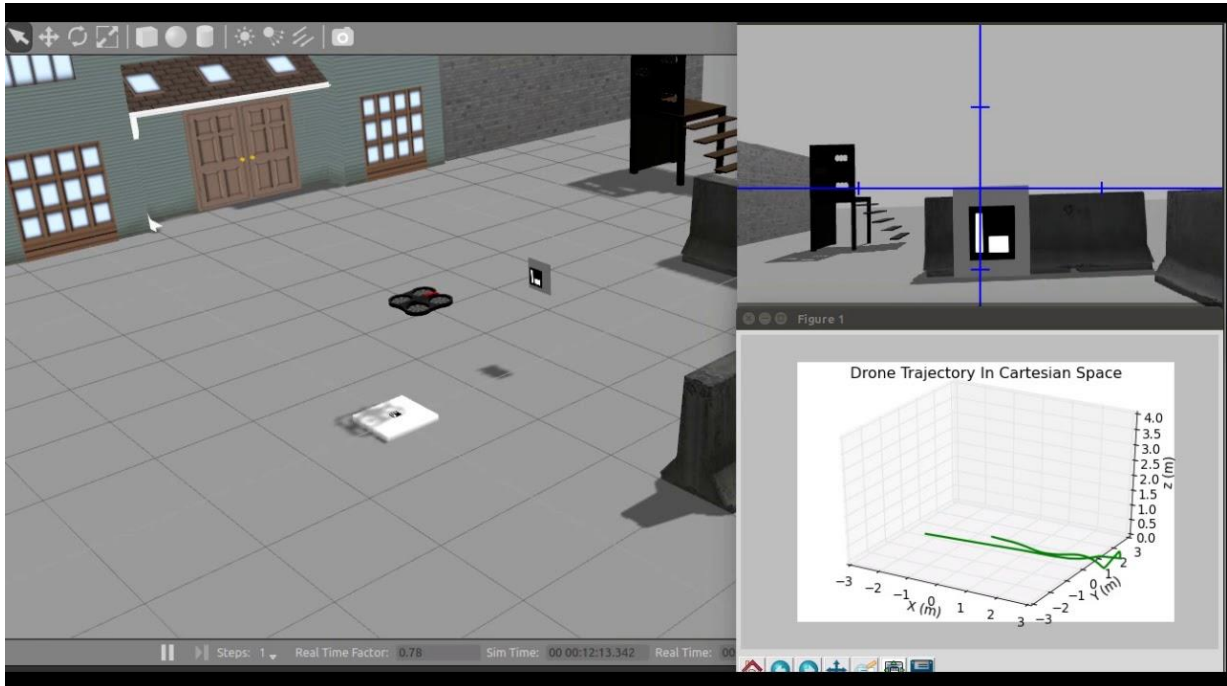 Figure 1
Drone Trajectory In Cartesian Space
4.0
3.5
3.0
2.5
2.0
1.5
1.0
0.5
0.0
z (m)
−3 −2 −1 0 1 2 3
X (m)
−3 −2 −1 0 1 2 3
Y (m)
Steps: 1 Real Time Factor: 0.78 Sim Time: 00 00:12:13.342 Real Time: 00